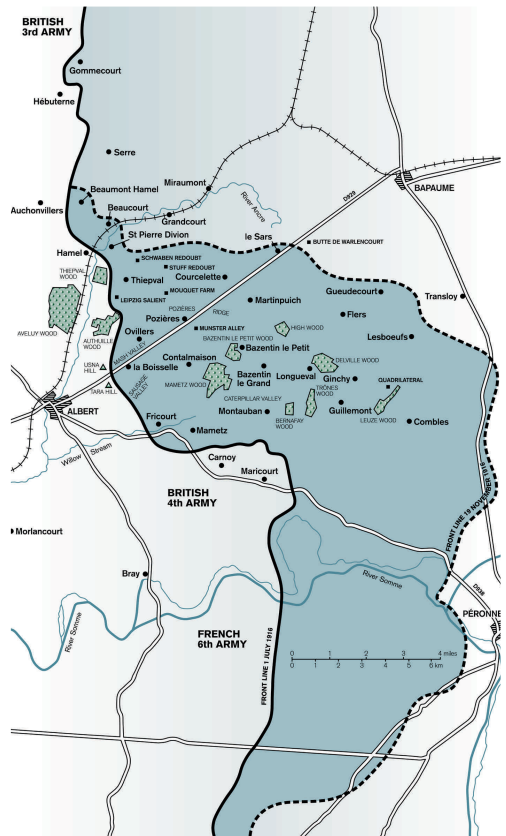 BRITISH
3rd ARMY
Gommecourt
Hébuterne
Serre
Miraumont
Beaumont Hamel
Auchonvillers
Beaucourt
Grandcourt
River Ancre
D929
BAPAUME
St Pierre Divion
Hamel
le Sars
BUTTE DE WARLENCOURT
SCHWABEN REDOUBT
STUFF REDOUBT
THIEPVAL
WOOD
Thiepval
Courcelette
MOUQUET FARM
LEIPZIG SALIENT
Martinpuich
Gueudecourt
Transloy
POZIÈRES
RIDGE
Pozières
Flers
AVELUY WOOD
AUTHUILLE
WOOD
Ovillers
MUNSTER ALLEY
HIGH WOOD
Lesboeufs
MASH VALLEY
BAZENTIN LE PETIT WOOD
Bazentin le Petit
USNA
HILL
la Boisselle
Contalmaison
DELVILLE WOOD
TARA HILL
SAUSAGE
VALLEY
MAMETZ WOOD
Bazentin
le Grand
Longueval
Ginchy
QUADRILATERAL
TRÔNES
WOOD
CATERPILLAR VALLEY
ALBERT
Fricourt
Montauban
BERNAFAY
WOOD
Guillemont
LEUZE WOOD
Combles
Mametz
Willow Stream
Carnoy
Maricourt
BRITISH
4th ARMY
FRONT LINE 19 NOVEMBER 1916
Morlancourt
Bray
River Somme
D938
River Somme
PÉRONNE
FRENCH
6th ARMY
FRONT LINE 1 JULY 1916
0 1 2 3 4 miles
0 1 2 3 4 5 6 km